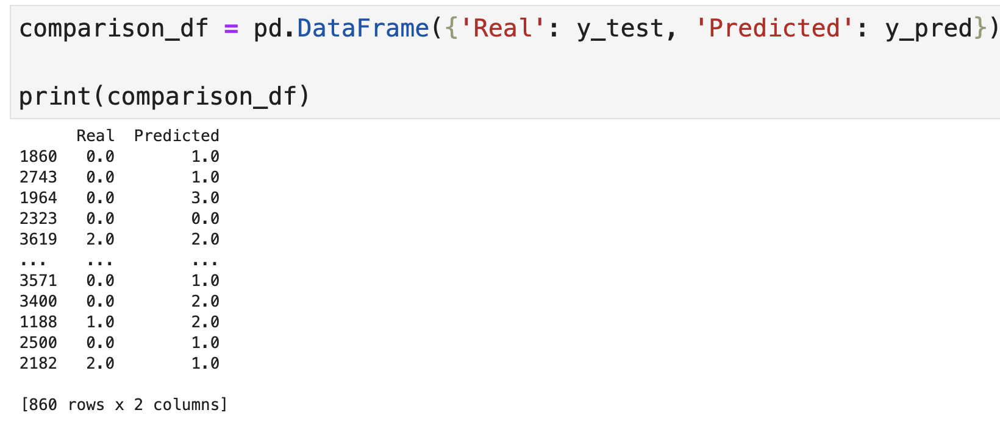 comparison_df = pd.DataFrame({'Real': y_test, 'Predicted': y_pred})
print(comparison_df)
Real Predicted
1860 0.0 1.0
2743 0.0 1.0
1964 0.0 3.0
2323 0.0 0.0
3619 2.0 2.0
... ... ...
3571 0.0 1.0
3400 0.0 2.0
1188 1.0 2.0
2500 0.0 1.0
2182 2.0 1.0
[860 rows x 2 columns]